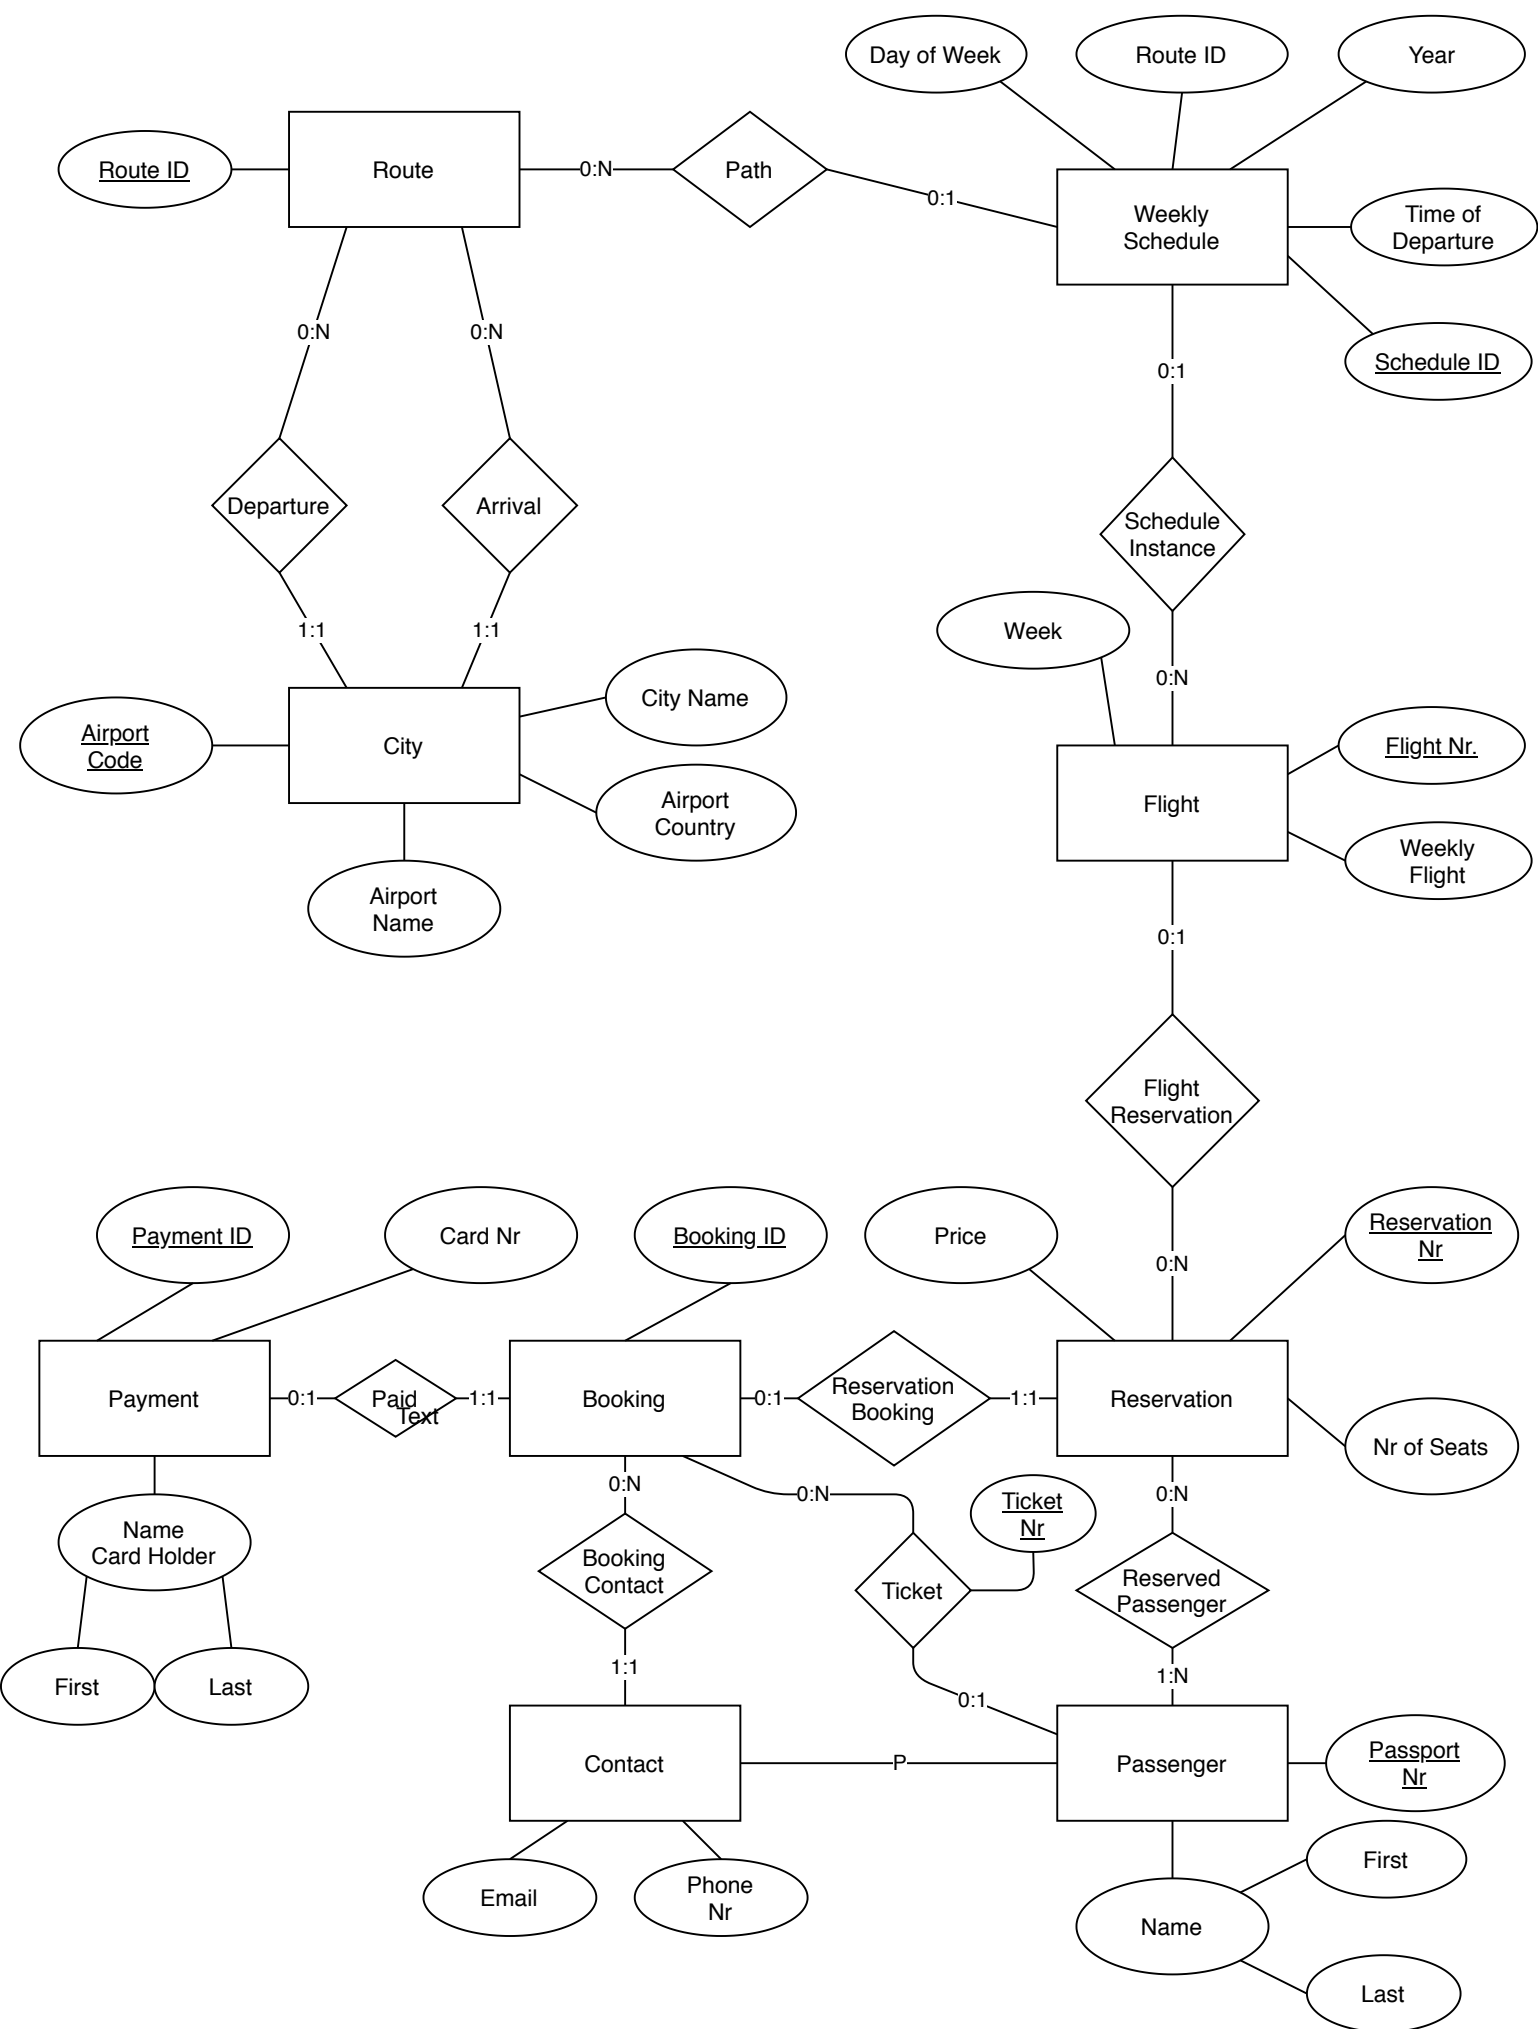 Day of Week
Route ID
Year
Route ID
Route
0:N
Path
0:1
Weekly
Schedule
Time of
Departure
Schedule ID
0:N
0:N
0:1
Departure
Arrival
Schedule
Instance
1:1
1:1
Week
0:N
City Name
Airport
Code
City
Airport
Country
Airport
Name
Flight Nr.
Flight
Weekly
Flight
0:1
Flight
Reservation
Payment ID
Card Nr
Booking ID
Price
0:N
Reservation
Nr
Payment
0:1
Paid
Text
1:1
Booking
0:1
Reservation
Booking
1:1
Reservation
Nr of Seats
0:N
0:N
Ticket
Nr
0:N
Name
Card Holder
Booking
Contact
Ticket
Reserved
Passenger
First
Last
1:1
0:1
1:N
Contact
P
Passenger
Passport
Nr
Email
Phone
Nr
Name
First
Last